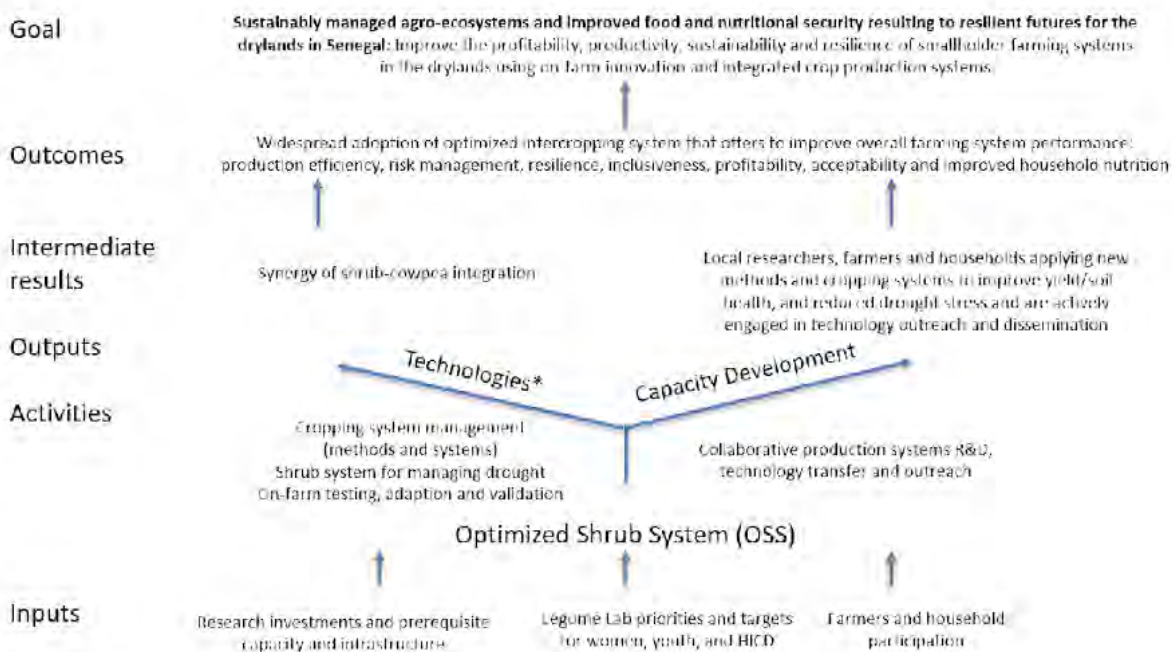 Goal
Sustainably managed agro-ecosystems and improved food and nutritional security resulting to resilient futures for the
drylands in Senegal: Improve the profitability, productivity, sustainability and resilience of smallholder farming systems
in the drylands using on-farm innovation and integrated crop production systems.
Outcomes
Widespread adoption of optimized intercropping system that offers to improve overall farming system performance:
production efficiency, risk management, resilience, inclusiveness, profitability, acceptability and improved household nutrition
Intermediate
results
Synergy of shrub-cowpea integration
Local researchers, farmers and households applying new
methods and cropping systems to improve yield/soil
health, and reduced drought stress and are actively
engaged in technology outreach and dissemination
Outputs
Technologies*
Capacity Development
Activities
Cropping system management
(methods and systems)
Shrub system for managing drought
On-farm testing, adaption and validation
Collaborative production systems R&D,
technology transfer and outreach
Optimized Shrub System (OSS)
Inputs
Research investments and prerequisite
capacity and infrastructure
Legume Lab priorities and targets
for women, youth, and HICD
Farmers and household
participation